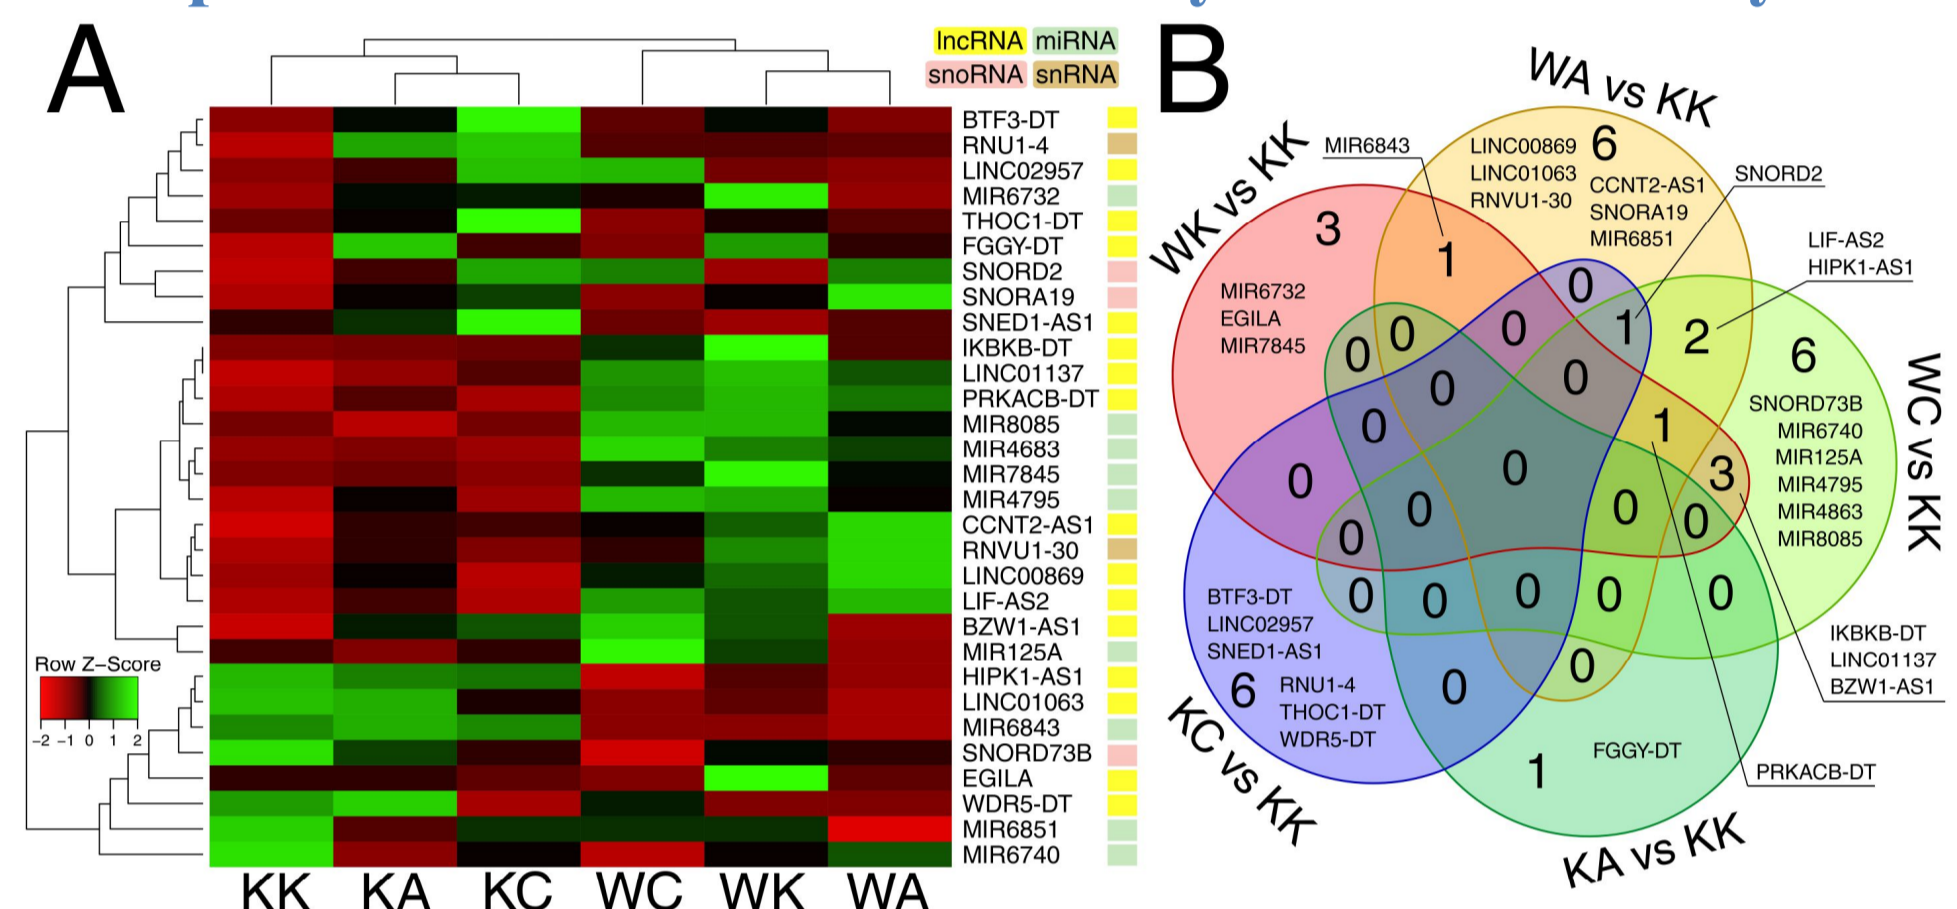 A
lncRNA miRNA
snoRNA snRNA
BTF3-DT
RNU1-4
LINC02957
MIR6732
THOC1-DT
FGGY-DT
SNORD2
SNORA19
SNED1-AS1
IKBKB-DT
LINC01137
PRKACB-DT
MIR8085
MIR4683
MIR7845
MIR4795
CCNT2-AS1
RNVU1-30
LINC00869
LIF-AS2
BZW1-AS1
MIR125A
HIPK1-AS1
LINC01063
MIR6843
SNORD73B
EGILA
WDR5-DT
MIR6851
MIR6740
Row Z-Score
-2 -1 0 1 2
KK KA KC WC WK WA
B
WA vs KK
WK vs KK
WC vs KK
KC vs KK
KA vs KK
MIR6843
1
LINC00869
LINC01063
RNVU1-30
6
CCNT2-AS1
SNORA19
MIR6851
SNORD2
1
LIF-AS2
HIPK1-AS1
2
3
MIR6732
EGILA
MIR7845
6
SNORD73B
MIR6740
MIR125A
MIR4795
MIR4863
MIR8085
0
0
0
0
0
0
0
1
3
0
0
0
0
0
0
0
0
0
0
0
0
0
0
BTF3-DT
LINC02957
SNED1-AS1
6
RNU1-4
THOC1-DT
WDR5-DT
1
FGGY-DT
IKBKB-DT
LINC01137
BZW1-AS1
PRKACB-DT